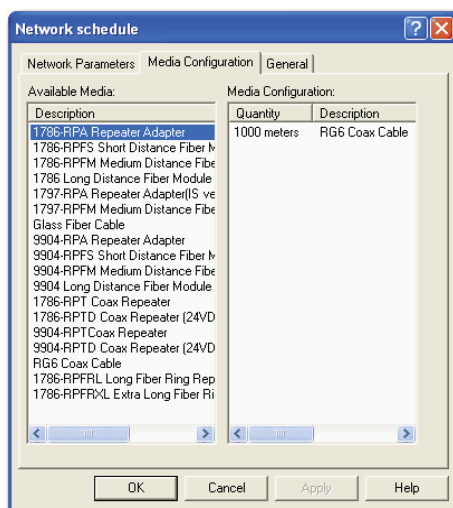 Network schedule
Network Parameters Media Configuration General
Available Media:
Description
1786-RPA Repeater Adapter
1786-RPFS Short Distance Fiber M
1786-RPFM Medium Distance Fibe
1786 Long Distance Fiber Module
1797-RPA Repeater Adapter(IS ve
1797-RPFM Medium Distance Fibe
Glass Fiber Cable
9904-RPA Repeater Adapter
9904-RPFS Short Distance Fiber M
9904-RPFM Medium Distance Fibe
9904 Long Distance Fiber Module
1786-RPT Coax Repeater
1786-RPTD Coax Repeater (24VD
9904-RPTCoax Repeater
9904-RPTD Coax Repeater (24VD
RG6 Coax Cable
1786-RPFRL Long Fiber Ring Rep
1786-RPFRXL Extra Long Fiber Ri
Media Configuration:
Quantity Description
1000 meters RG6 Coax Cable
OK Cancel Apply Help